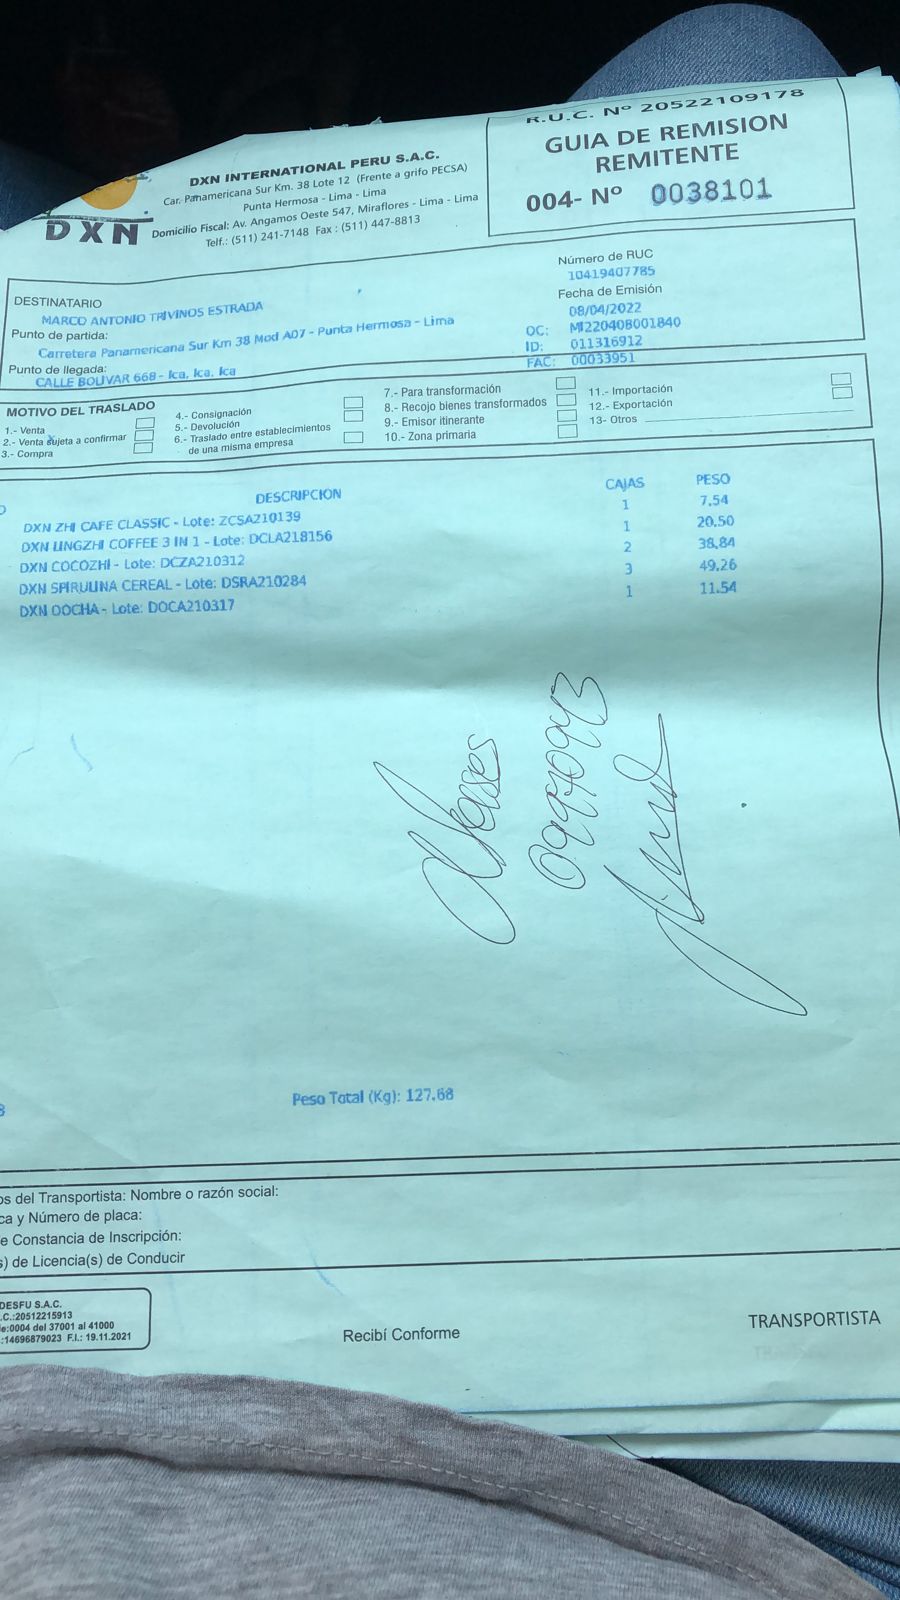 R.U.C. Nº 20522109178
GUIA DE REMISION
REMITENTE
004- Nº 0038101
DXN
DXN INTERNATIONAL PERU S.A.C.
Car. Panamericana Sur Km. 38 Lote 12 (Frente a grifo PECSA)
Punta Hermosa - Lima - Lima
Domicilio Fiscal: Av. Angamos Oeste 547, Miraflores - Lima - Lima
Telf.: (511) 241-7148 Fax : (511) 447-8813
DESTINATARIO
MARCO ANTONIO TRIVINOS ESTRADA
Punto de partida:
Carretera Panamericana Sur Km 38 Mod A07 - Punta Hermosa - Lima
Punto de llegada:
CALLE BOLIVAR 668 - Ica, Ica, Ica
Número de RUC
10419407785
Fecha de Emisión
08/04/2022
OC: MI220408001840
ID: 011316912
FAC: 00033951
MOTIVO DEL TRASLADO
1.- Venta
2.- Venta sujeta a confirmar
3.- Compra
4.- Consignación
5.- Devolución
6.- Traslado entre establecimientos
de una misma empresa
7.- Para transformación
8.- Recojo bienes transformados
9.- Emisor itinerante
10.- Zona primaria
11.- Importación
12.- Exportación
13- Otros
DESCRIPCION CAJAS PESO
DXN ZHI CAFE CLASSIC - Lote: ZCSA210139 1 7.54
DXN LINGZHI COFFEE 3 IN 1 - Lote: DCLA218156 1 20.50
DXN COCOZHI - Lote: DCZA210312 2 38.84
DXN SPIRULINA CEREAL - Lote: DSRA210284 3 49.26
DXN OOCHA - Lote: DOCA210317 1 11.54
Peso Total (Kg): 127.68
os del Transportista: Nombre o razón social:
ca y Número de placa:
e Constancia de Inscripción:
s) de Licencia(s) de Conducir
DESFU S.A.C.
.C.:20512215913
e:0004 del 37001 al 41000
:14696879023 F.I.: 19.11.2021
Recibí Conforme
TRANSPORTISTA